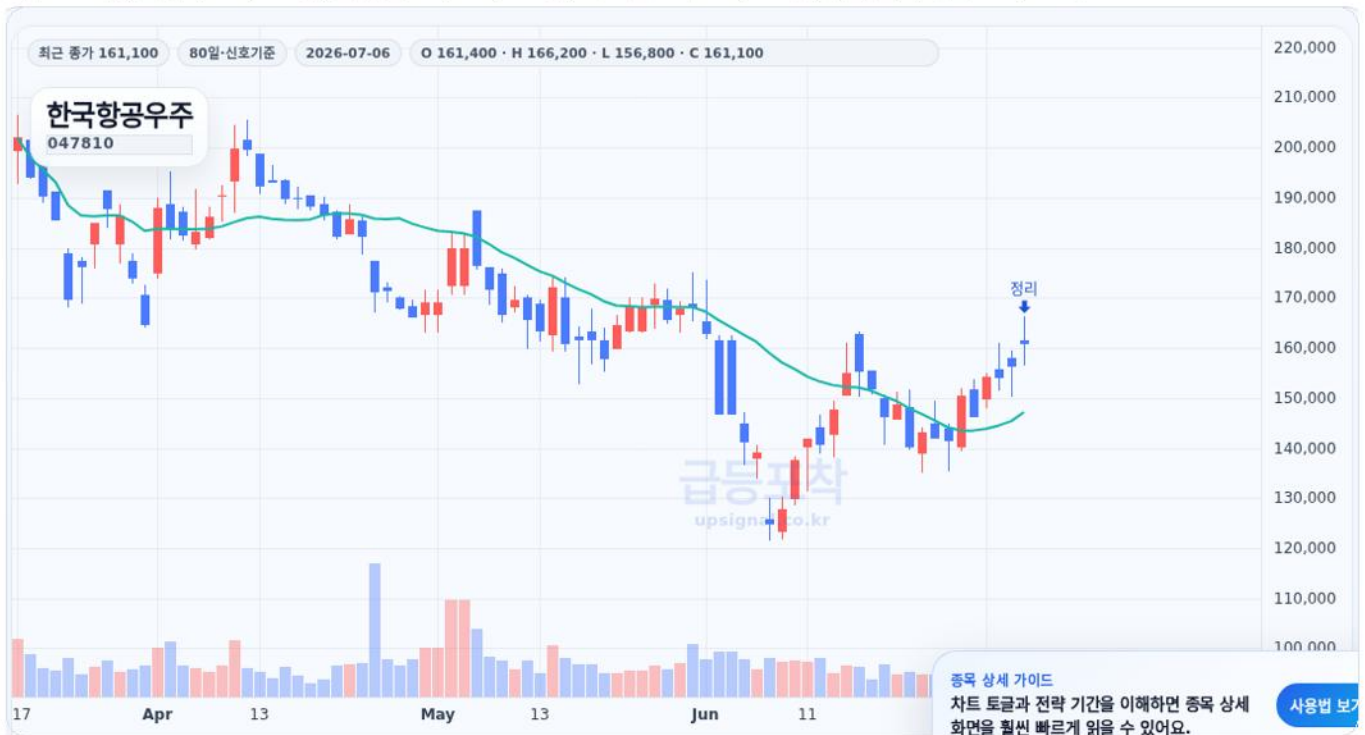 최근 종가 161,100 80일·신호기준 2026-07-06 O 161,400 · H 166,200 · L 156,800 · C 161,100
한국항공우주
047810
220,000
210,000
200,000
190,000
180,000
170,000
160,000
150,000
140,000
130,000
120,000
110,000
100,000
정리
급등포착
upsignal.co.kr
17 Apr 13 May 13 Jun 11
종목 상세 가이드
차트 토글과 전략 기간을 이해하면 종목 상세
화면을 훨씬 빠르게 읽을 수 있어요.
사용법 보기